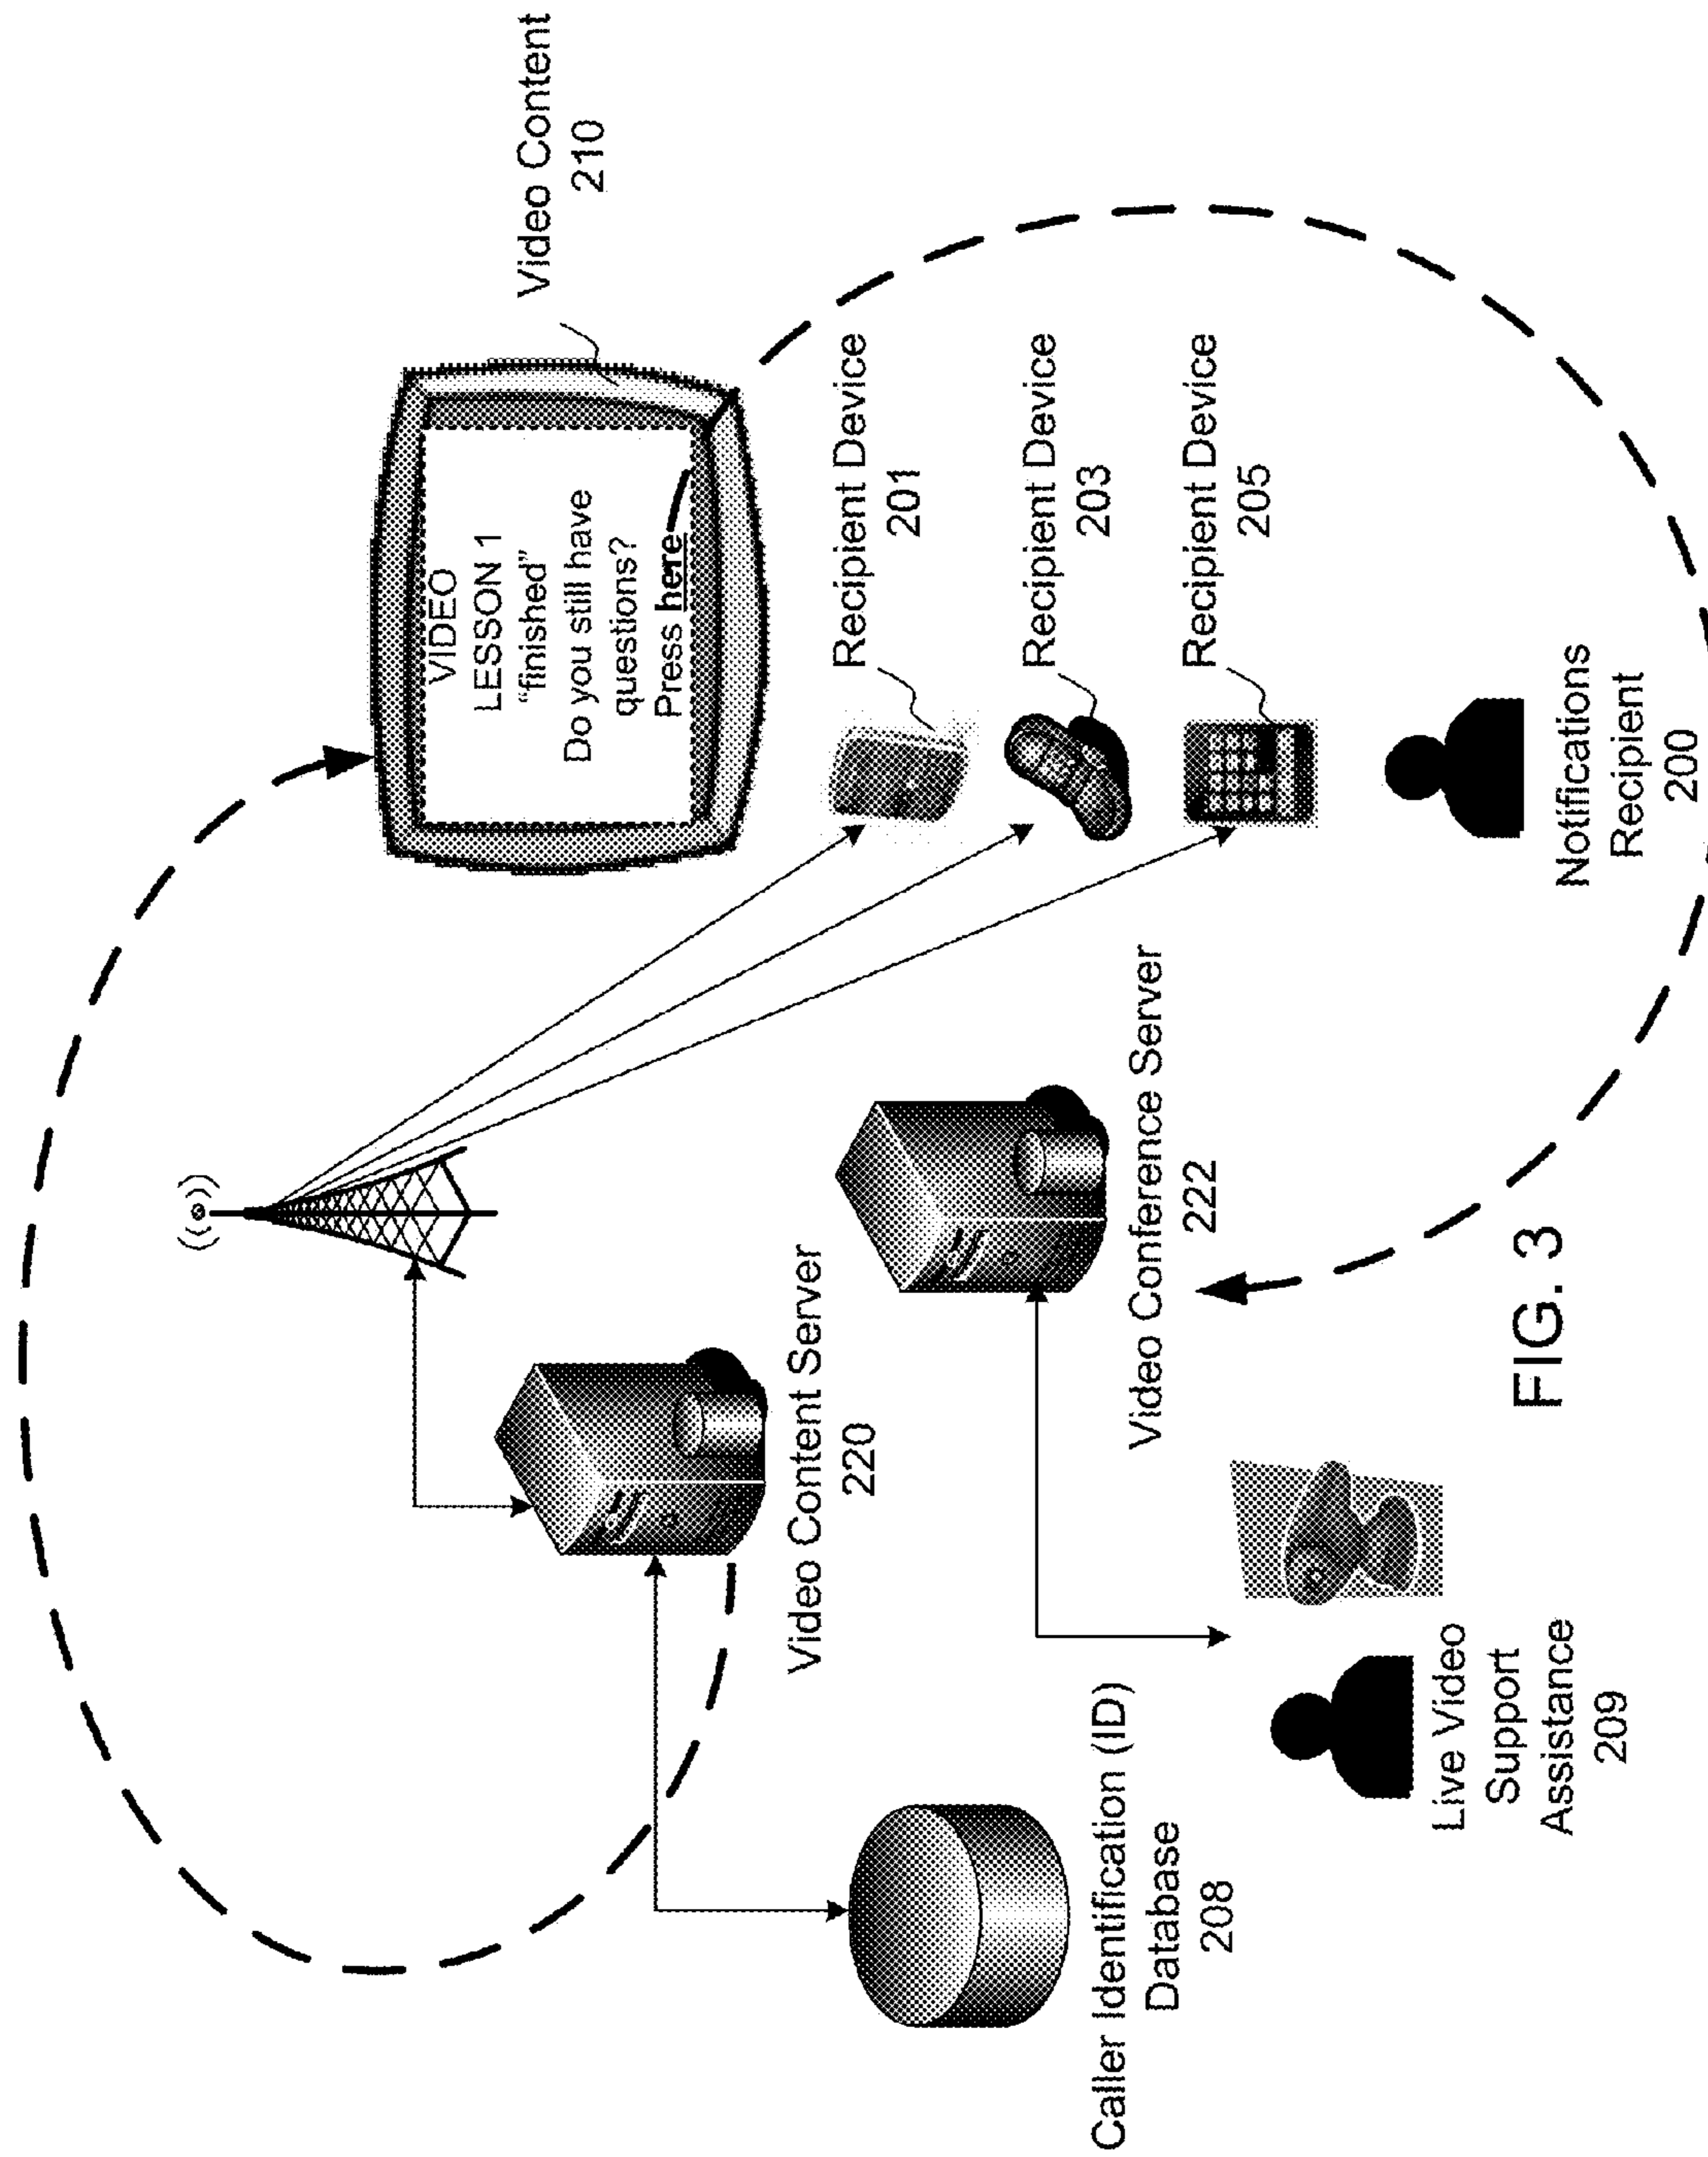 Video Content
210
VIDEO
LESSON 1
“finished”
Do you still have
questions?
Press here
Recipient Device
201
Recipient Device
203
Recipient Device
205
Notifications
Recipient
200
Video Content Server
220
Video Conference Server
222
Caller Identification (ID)
Database
208
Live Video
Support
Assistance
209
FIG. 3